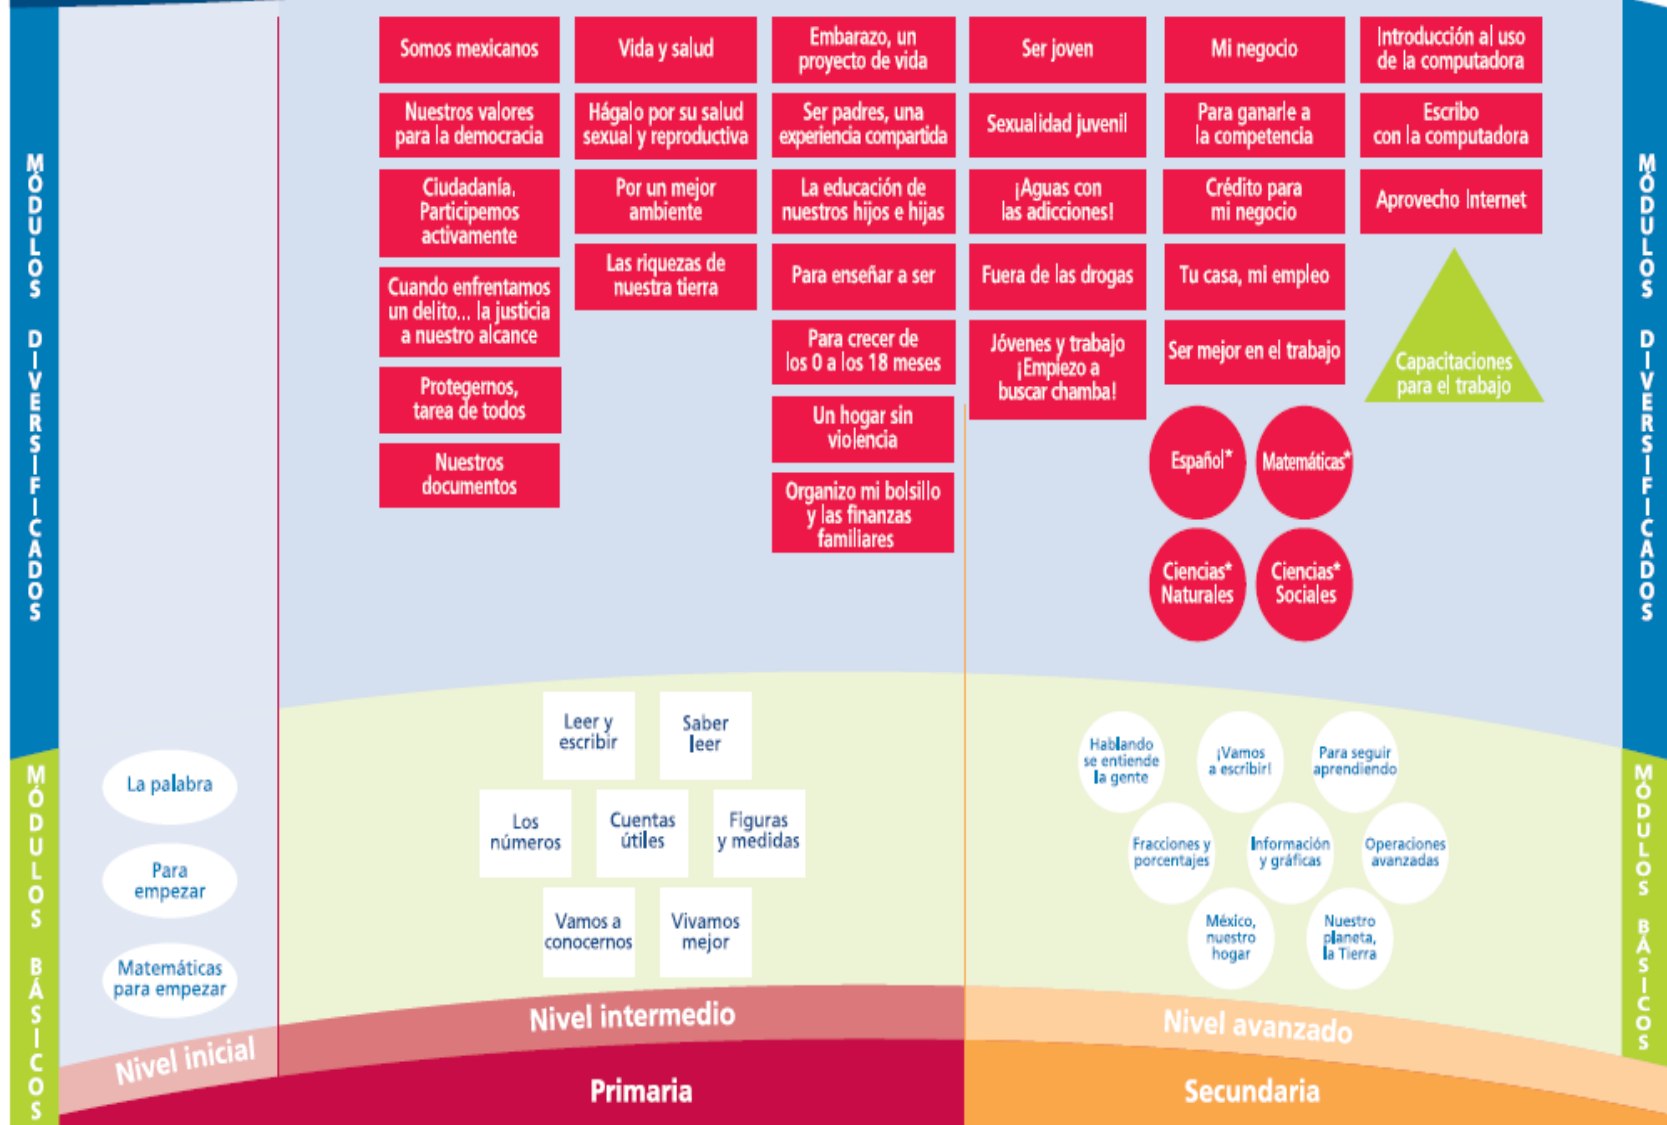 MÓDULOS DIVERSIFICADOS
MÓDULOS BÁSICOS
Somos mexicanos
Nuestros valores
para la democracia
Ciudadanía.
Participemos
activamente
Cuando enfrentamos
un delito... la justicia
a nuestro alcance
Protegernos,
tarea de todos
Nuestros
documentos
Vida y salud
Hágalo por su salud
sexual y reproductiva
Por un mejor
ambiente
Las riquezas de
nuestra tierra
Embarazo, un
proyecto de vida
Ser padres, una
experiencia compartida
La educación de
nuestros hijos e hijas
Para enseñar a ser
Para crecer de
los 0 a los 18 meses
Un hogar sin
violencia
Organizo mi bolsillo
y las finanzas
familiares
Ser joven
Sexualidad juvenil
¡Aguas con
las adicciones!
Fuera de las drogas
Jóvenes y trabajo
¡Empiezo a
buscar chamba!
Mi negocio
Para ganarle a
la competencia
Crédito para
mi negocio
Tu casa, mi empleo
Ser mejor en el trabajo
Introducción al uso
de la computadora
Escribo
con la computadora
Aprovecho Internet
Capacitaciones
para el trabajo
Español*
Matemáticas*
Ciencias*
Naturales
Ciencias*
Sociales
La palabra
Para
empezar
Matemáticas
para empezar
Leer y
escribir
Saber
leer
Los
números
Cuentas
útiles
Figuras
y medidas
Vamos a
conocernos
Vivamos
mejor
Hablando
se entiende
la gente
¡Vamos
a escribir!
Para seguir
aprendiendo
Fracciones y
porcentajes
Información
y gráficas
Operaciones
avanzadas
México,
nuestro
hogar
Nuestro
planeta,
la Tierra
Nivel inicial
Nivel intermedio
Nivel avanzado
Primaria
Secundaria
MÓDULOS DIVERSIFICADOS
MÓDULOS BÁSICOS